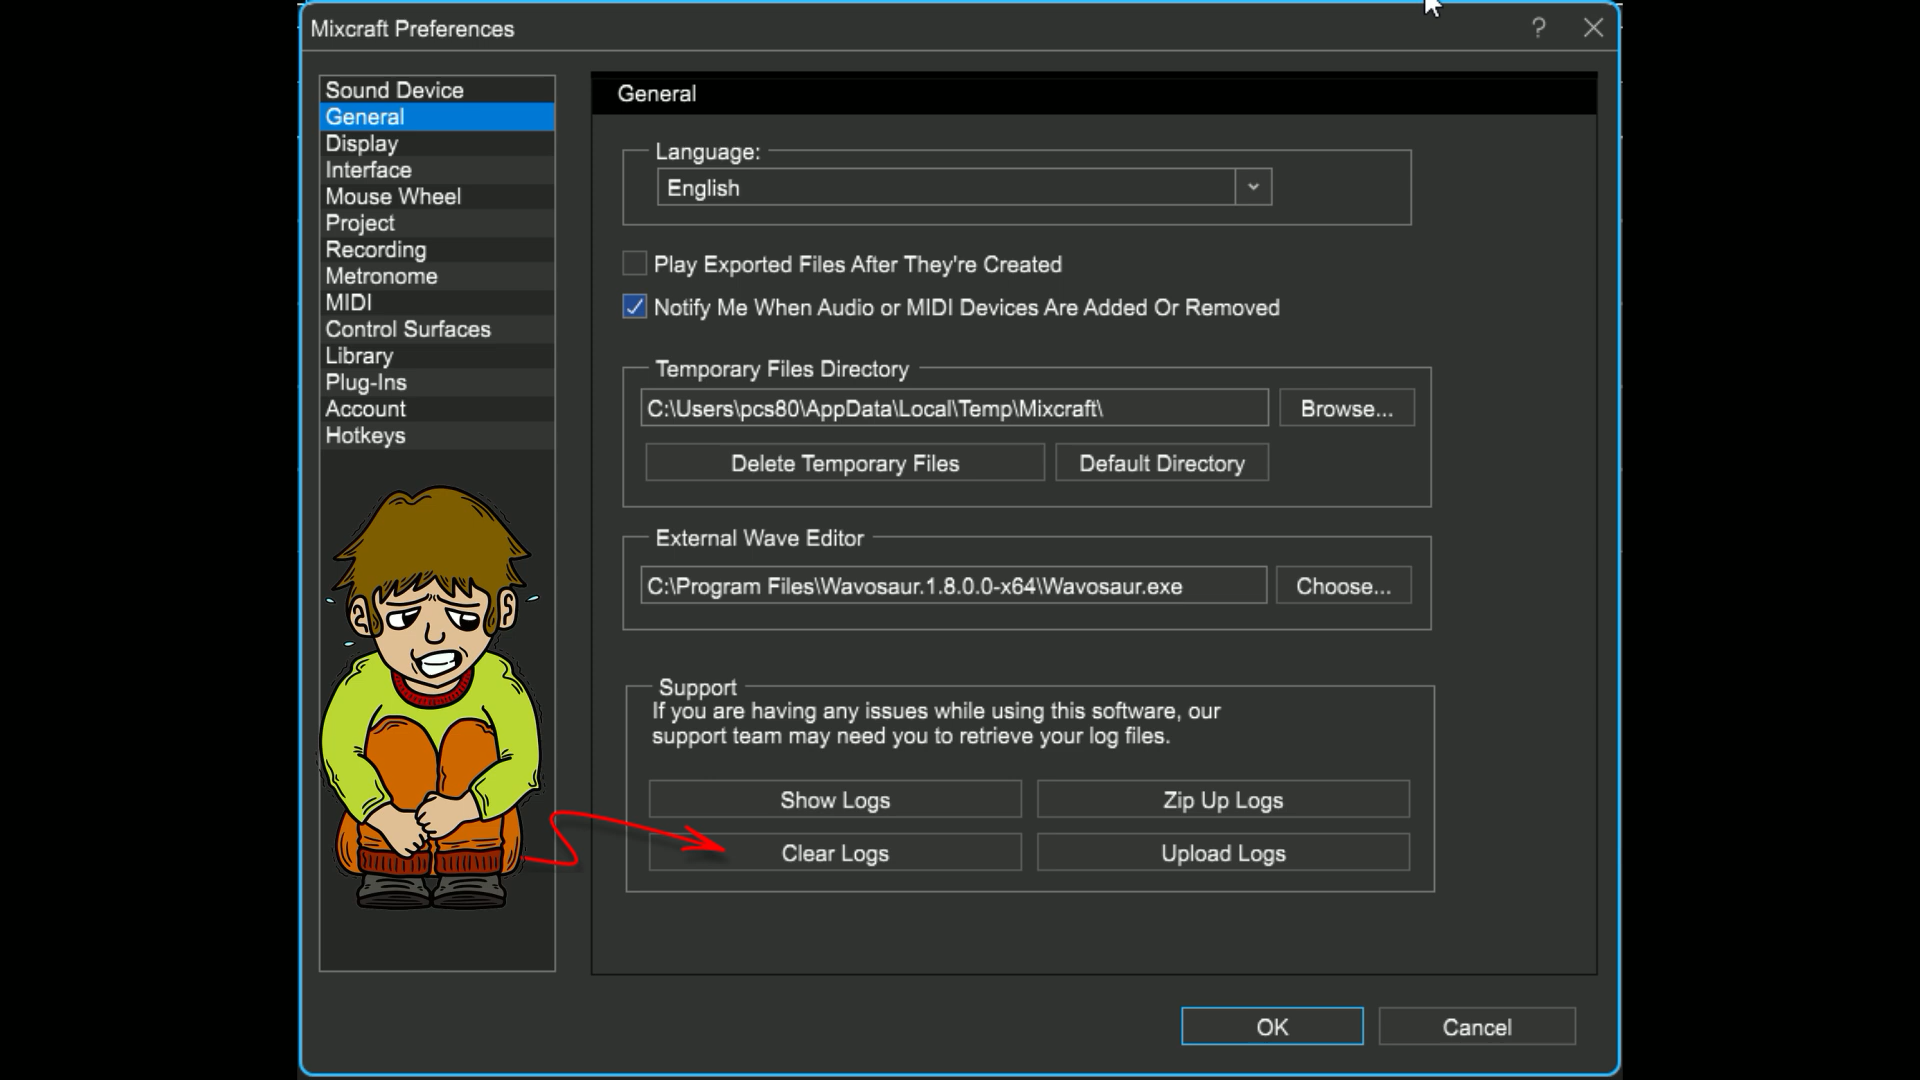 Mixcraft Preferences
?
Sound Device
General
Display
Interface
Mouse Wheel
Project
Recording
Metronome
MIDI
Control Surfaces
Library
Plug-Ins
Account
Hotkeys
General
Language:
English
Play Exported Files After They're Created
Notify Me When Audio or MIDI Devices Are Added Or Removed
Temporary Files Directory
C:\Users\pcs80\AppData\Local\Temp\Mixcraft\
Browse...
Delete Temporary Files
Default Directory
External Wave Editor
C:\Program Files\Wavosaur.1.8.0.0-x64\Wavosaur.exe
Choose...
Support
If you are having any issues while using this software, our
support team may need you to retrieve your log files.
Show Logs
Zip Up Logs
Clear Logs
Upload Logs
OK
Cancel